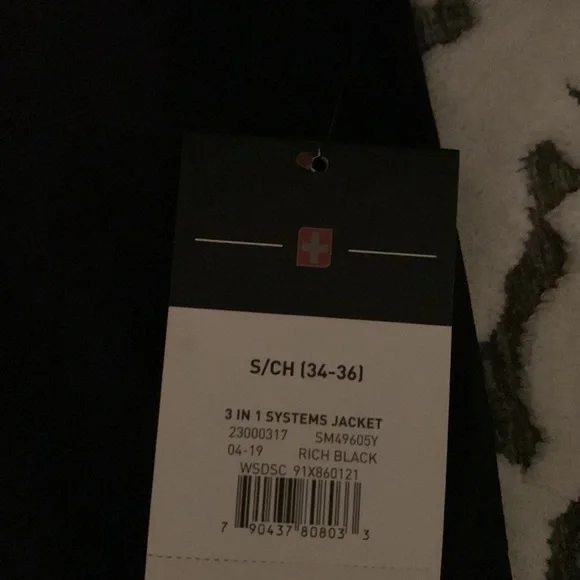 S/CH (34-36)
3 IN 1 SYSTEMS JACKET
23000317 SM49605Y
04-19 RICH BLACK
WSDSC 91X860121
7 90437 80803 3